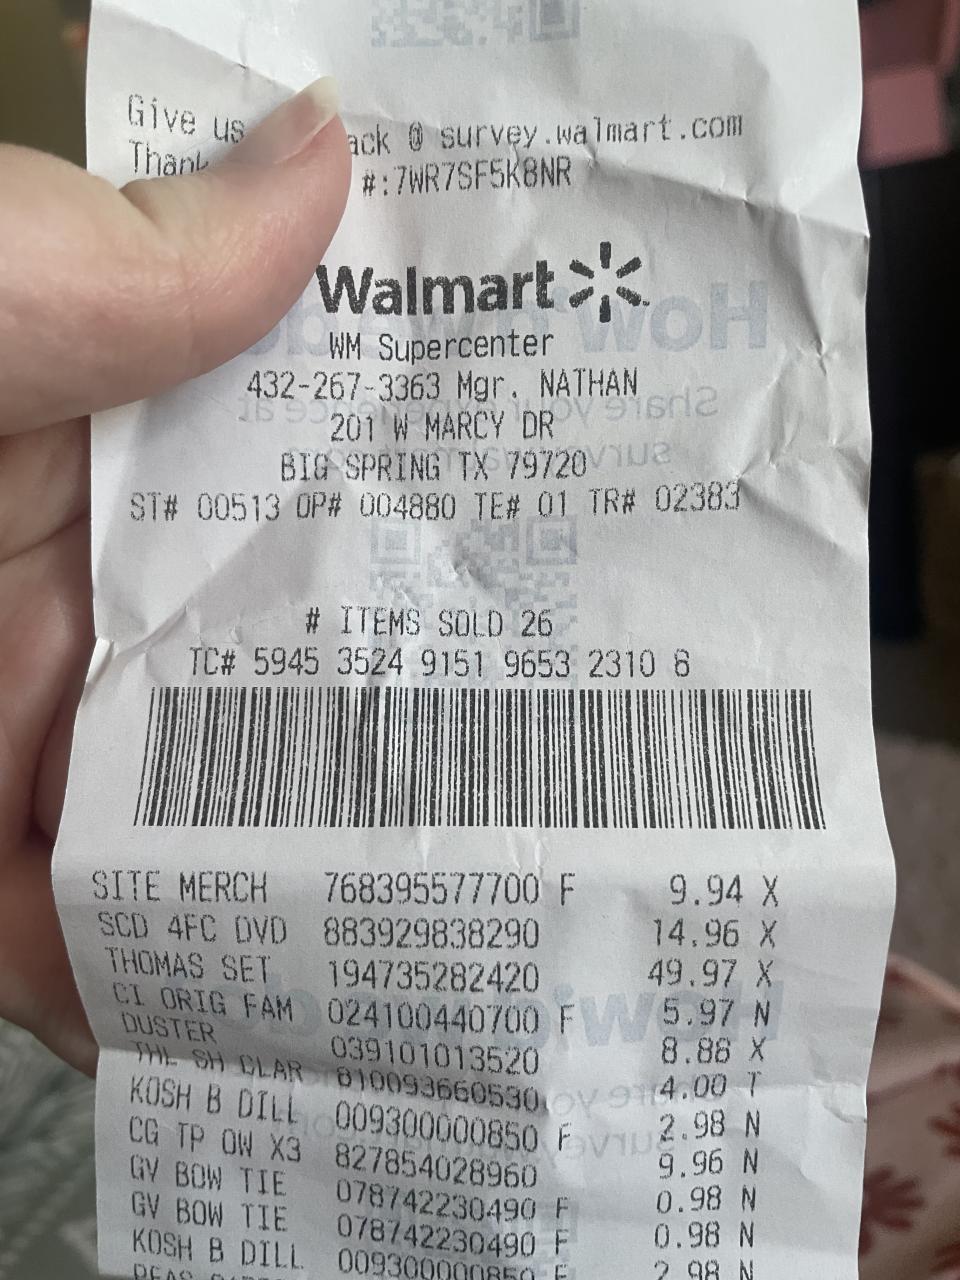 Give us ack @ survey.walmart.com
Thank #:7WR7SF5K8NR
Walmart
WM Supercenter
432-267-3363 Mgr. NATHAN
201 W MARCY DR
BIG SPRING TX 79720
ST# 00513 OP# 004880 TE# 01 TR# 02383
# ITEMS SOLD 26
TC# 5945 3524 9151 9653 2310 8
SITE MERCH 768395577700 F 9.94 X
SCD 4FC DVD 883929838290 14.96 X
THOMAS SET 194735282420 49.97 X
CI ORIG FAM 024100440700 F 5.97 N
DUSTER 039101013520 8.88 X
THL SH CLAR 810093660530 4.00 T
KOSH B DILL 009300000850 F 2.98 N
CG TP OW X3 827854028960 9.96 N
GV BOW TIE 078742230490 F 0.98 N
GV BOW TIE 078742230490 F 0.98 N
KOSH B DILL 009300000850 F 2.98 N